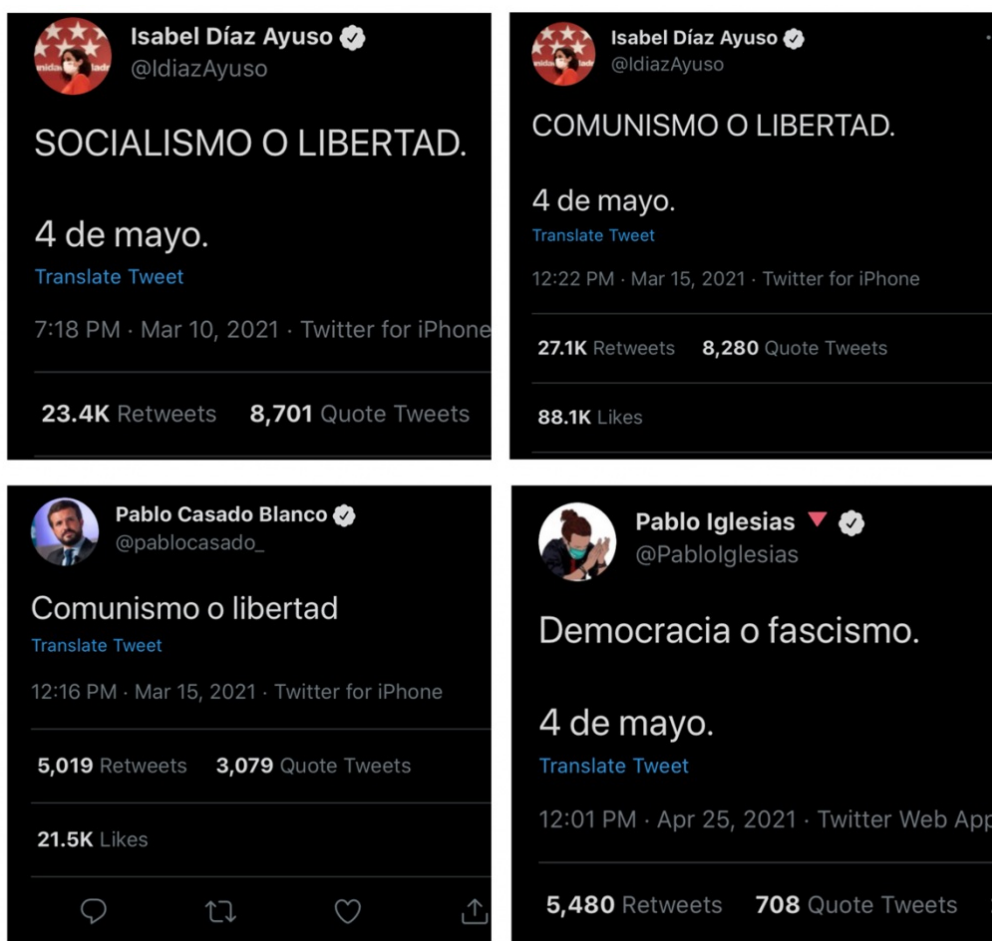 Isabel Díaz Ayuso
@IdiazAyuso
SOCIALISMO O LIBERTAD.
4 de mayo.
Translate Tweet
7:18 PM · Mar 10, 2021 · Twitter for iPhone
23.4K Retweets 8,701 Quote Tweets
Isabel Díaz Ayuso
@IdiazAyuso
COMUNISMO O LIBERTAD.
4 de mayo.
Translate Tweet
12:22 PM · Mar 15, 2021 · Twitter for iPhone
27.1K Retweets 8,280 Quote Tweets
88.1K Likes
Pablo Casado Blanco
@pablocasado_
Comunismo o libertad
Translate Tweet
12:16 PM · Mar 15, 2021 · Twitter for iPhone
5,019 Retweets 3,079 Quote Tweets
21.5K Likes
Pablo Iglesias
@PabloIglesias
Democracia o fascismo.
4 de mayo.
Translate Tweet
12:01 PM · Apr 25, 2021 · Twitter Web App
5,480 Retweets 708 Quote Tweets